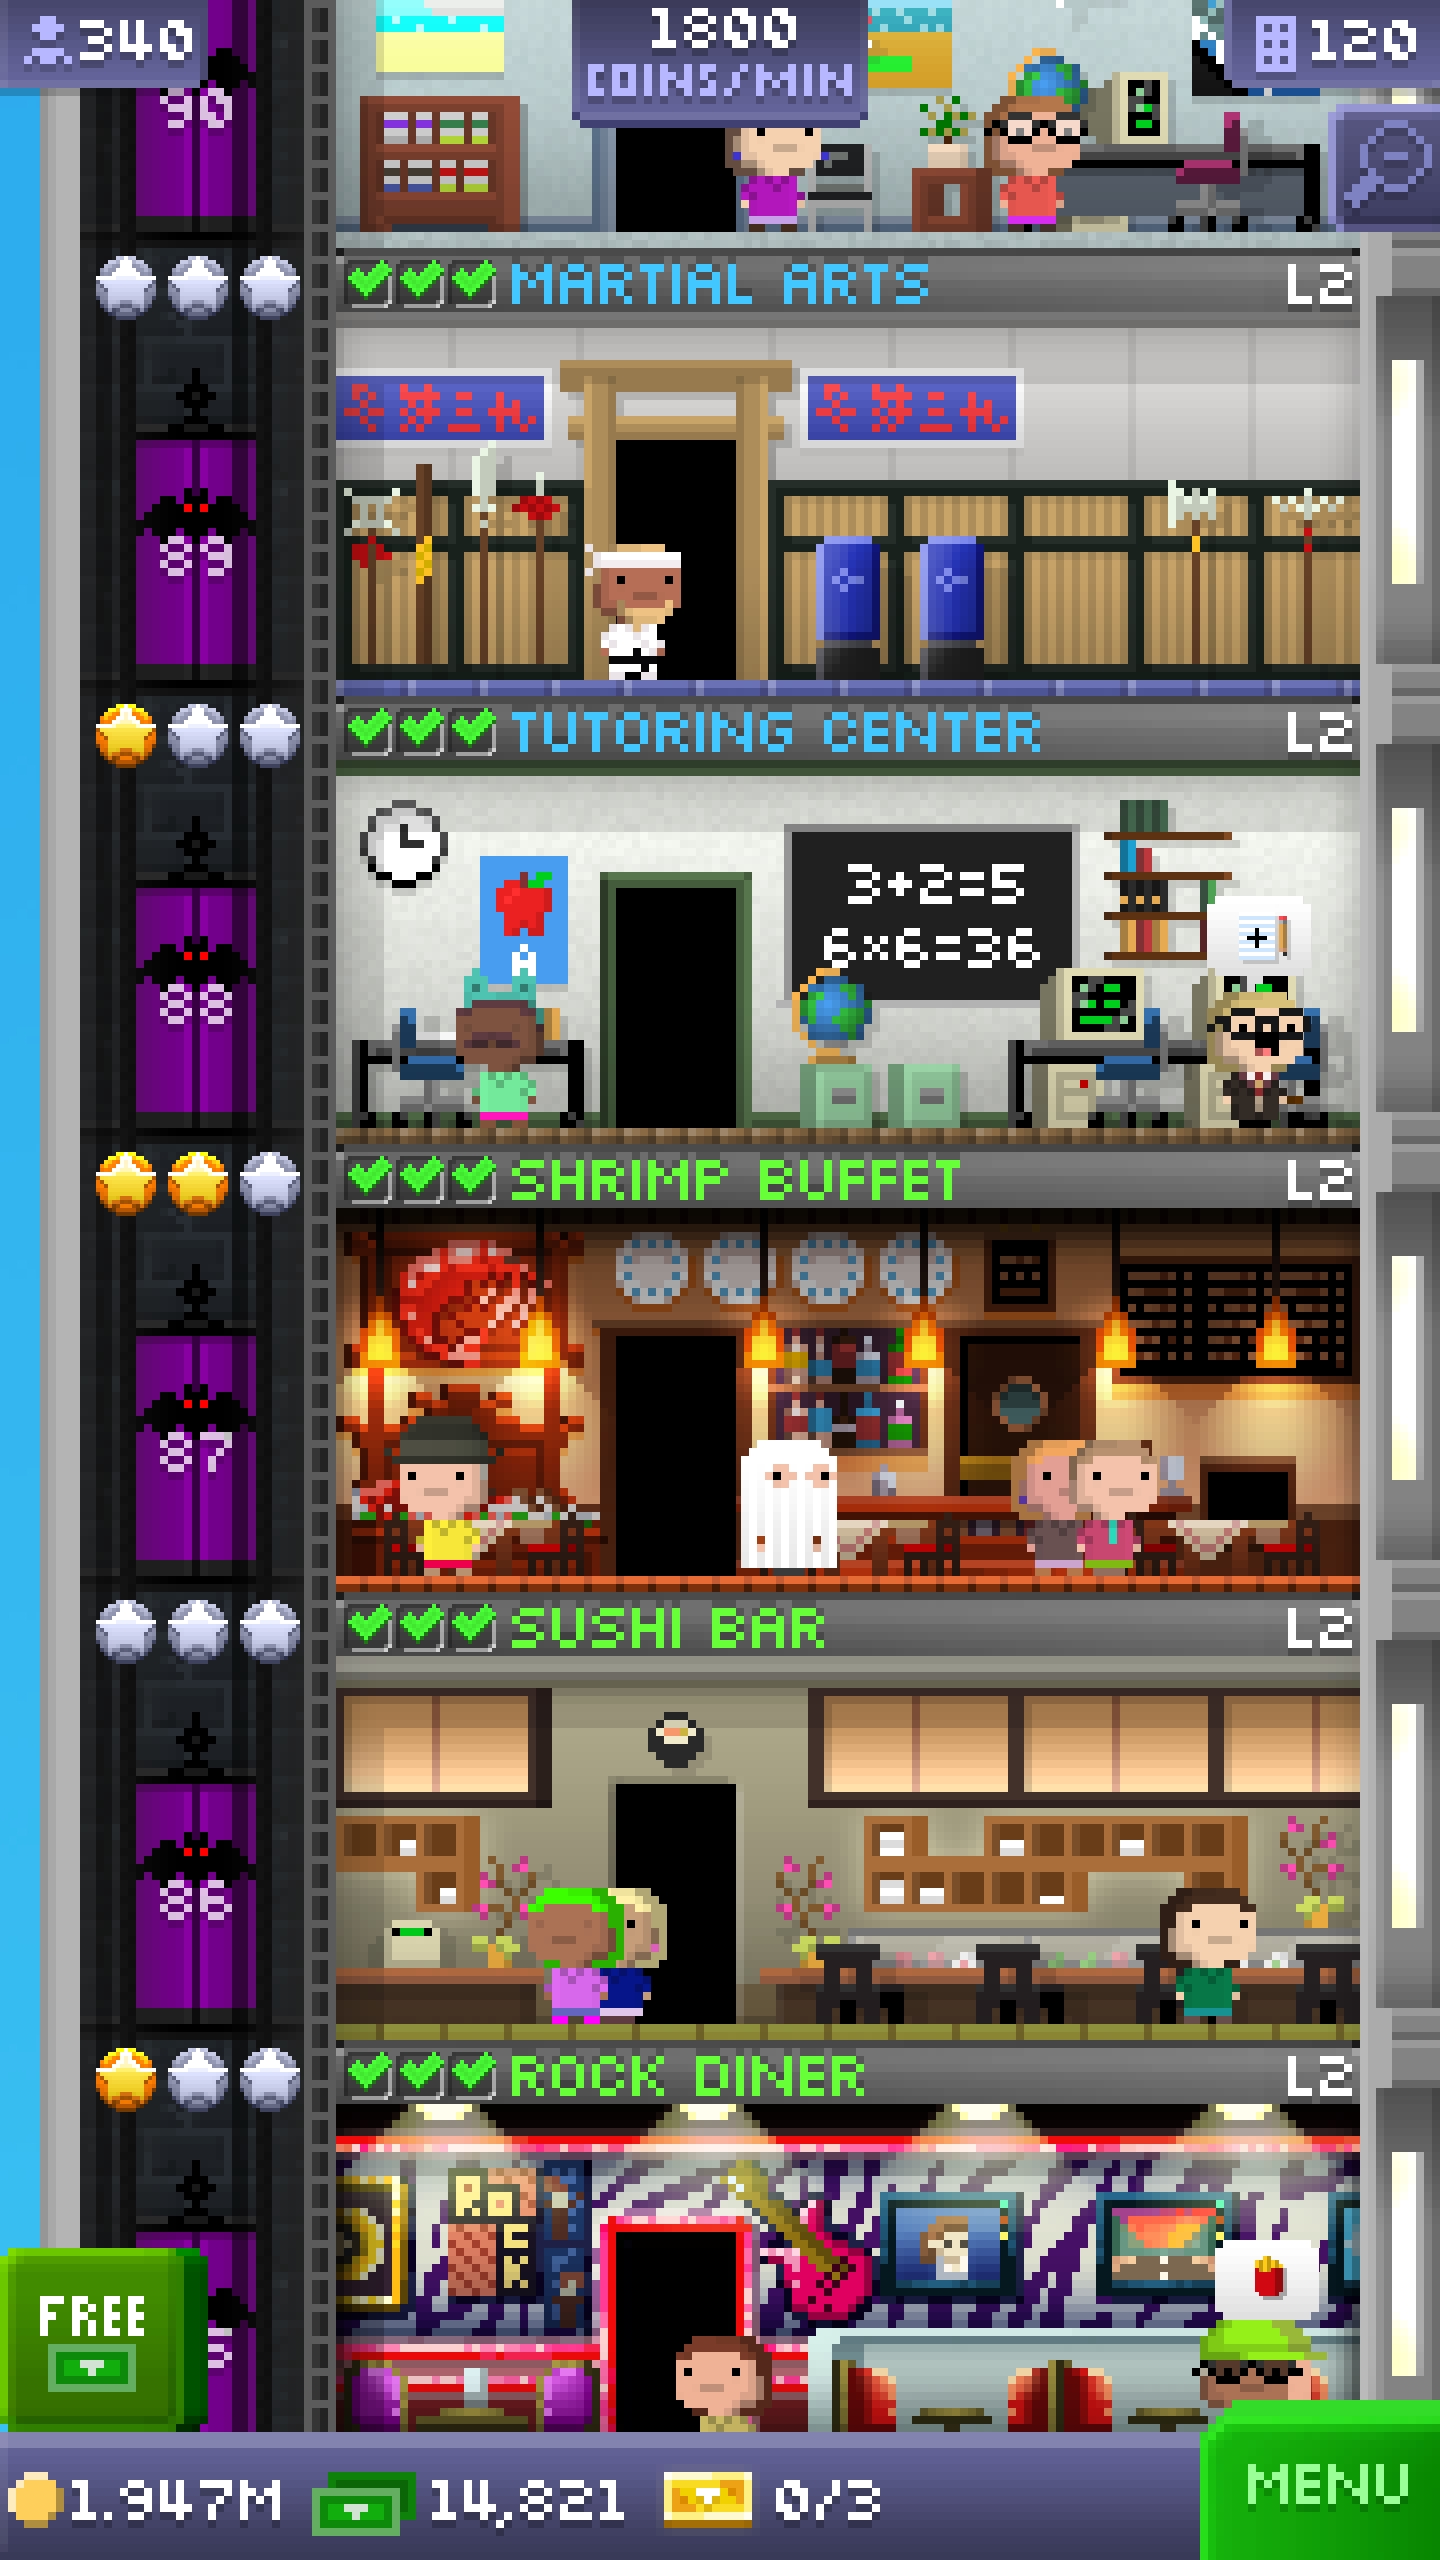 340
1800
COINS/MIN
120
90
MARTIAL ARTS L2
89
TUTORING CENTER L2
3+2=5
6×6=36
A
88
SHRIMP BUFFET L2
87
SUSHI BAR L2
86
ROCK DINER L2
ROCK
FREE
1.947M 14,821 0/3
MENU